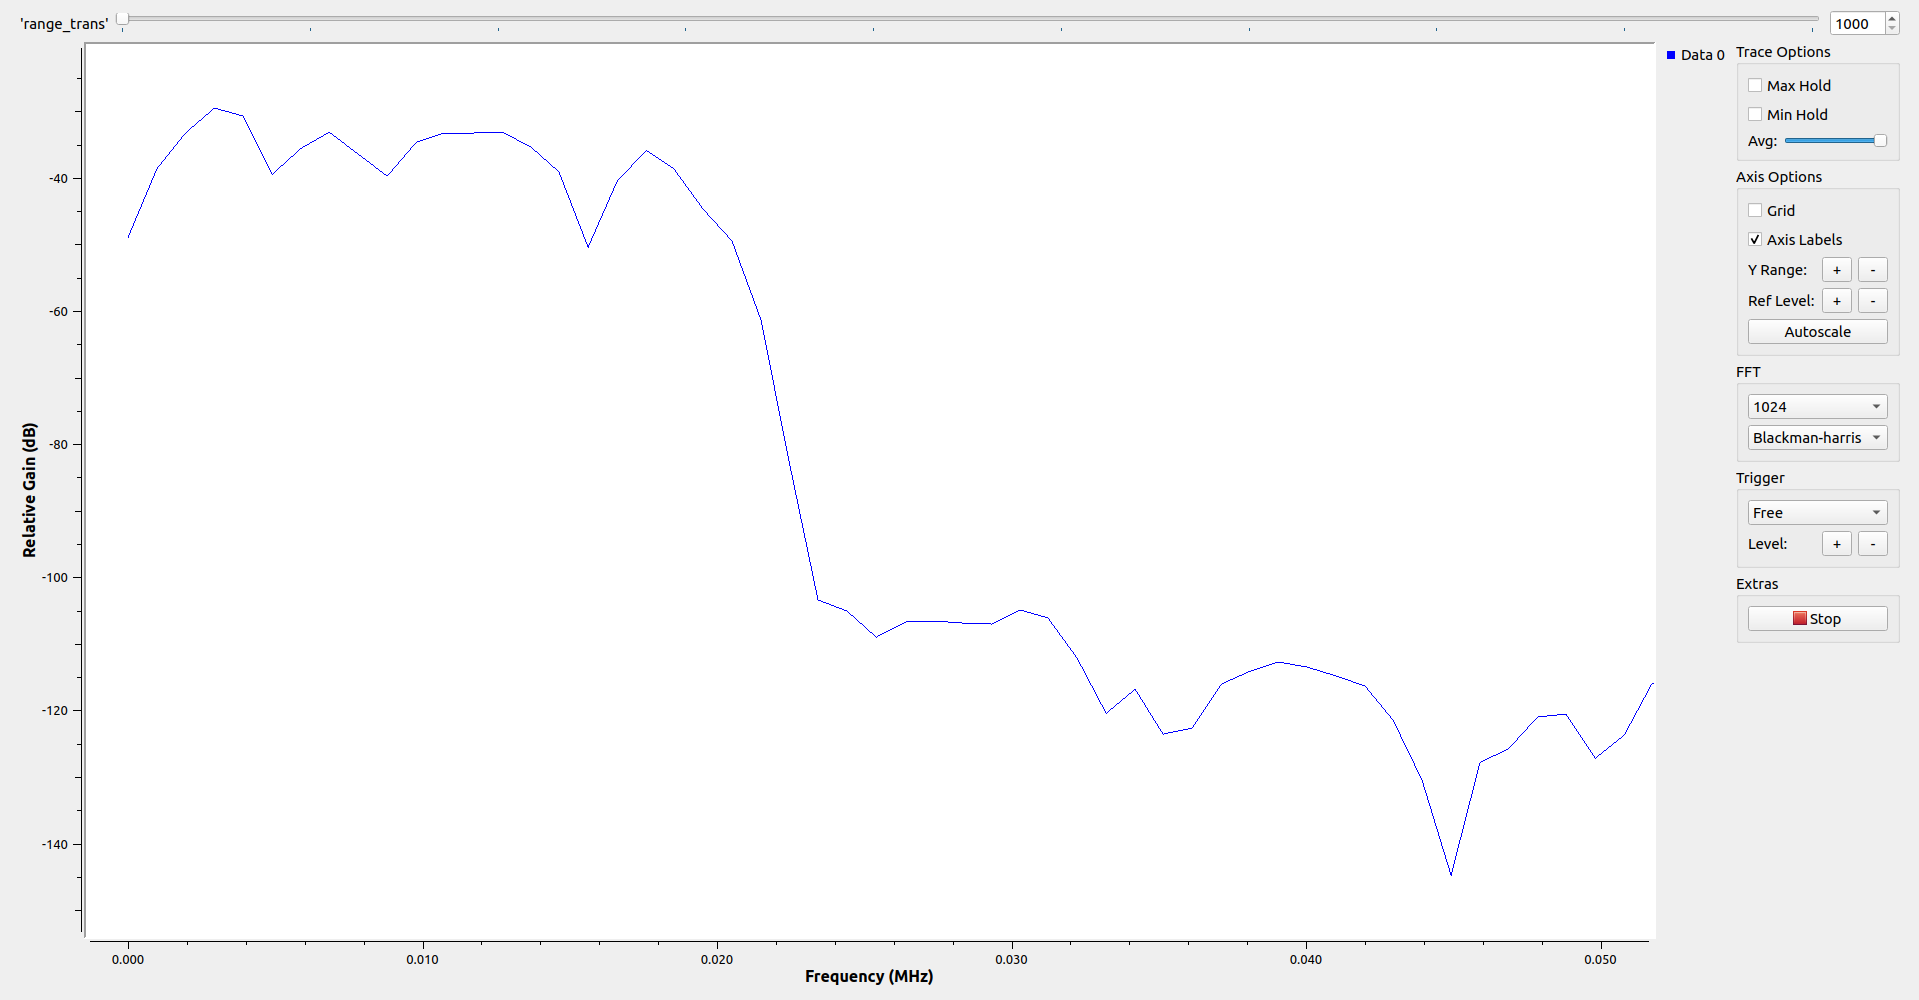 'range_trans'
1000
Data 0
Trace Options
Max Hold
Min Hold
Avg:
Axis Options
Grid
Axis Labels
Y Range: + -
Ref Level: + -
Autoscale
FFT
1024
Blackman-harris
Trigger
Free
Level: + -
Extras
Stop
Relative Gain (dB)
-40
-60
-80
-100
-120
-140
0.000 0.010 0.020 0.030 0.040 0.050
Frequency (MHz)